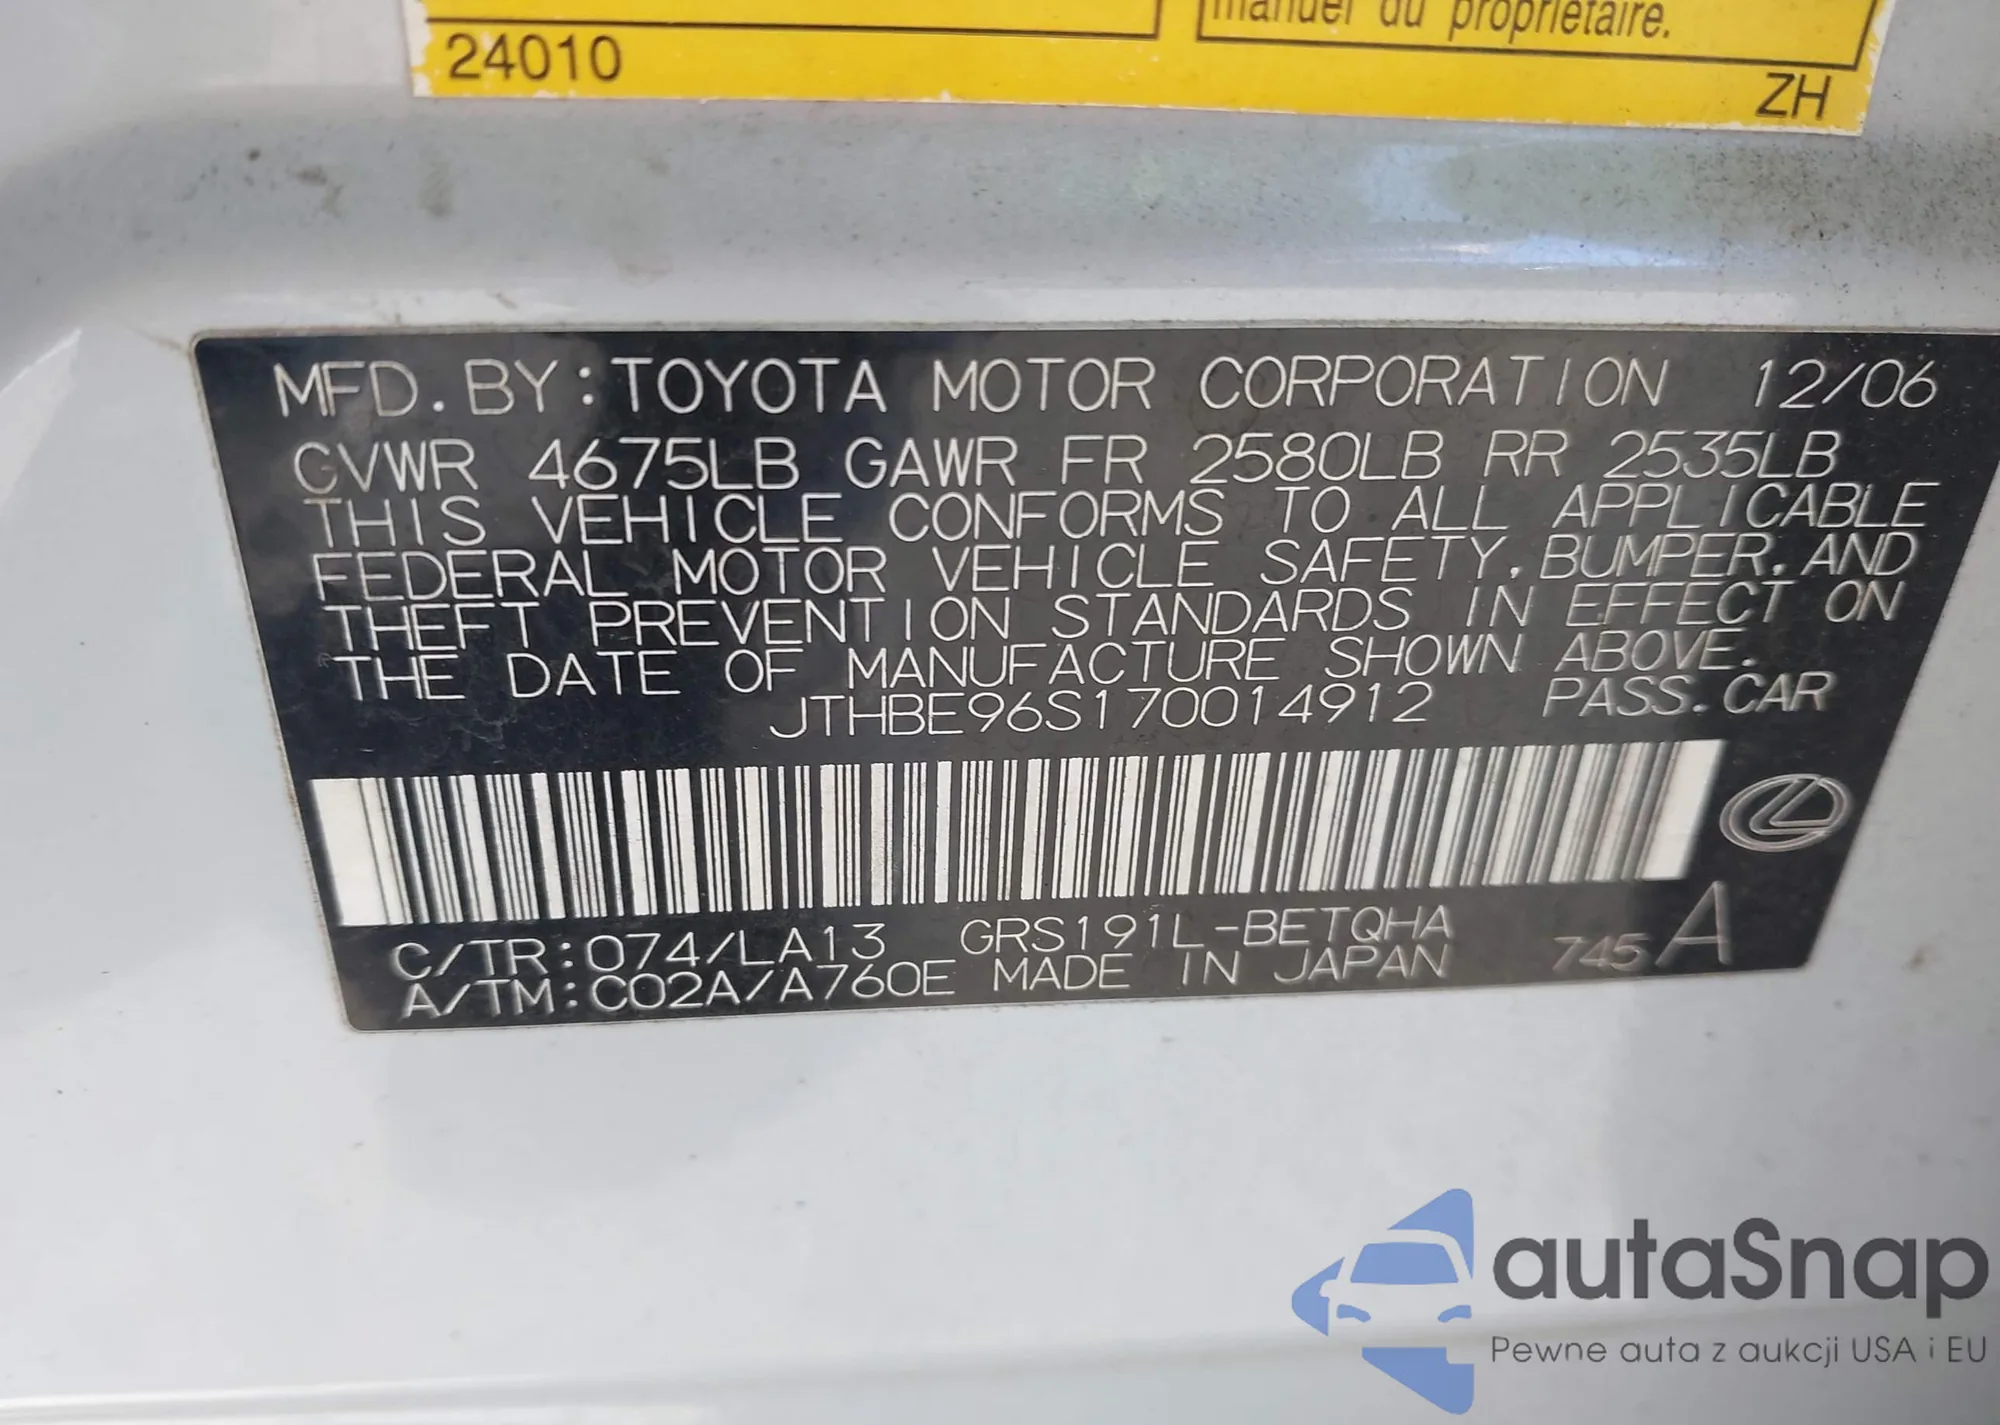 manuel du propriétaire.
24010
ZH
MFD. BY: TOYOTA MOTOR CORPORATION 12/06
GVWR 4675LB GAWR FR 2580LB RR 2535LB
THIS VEHICLE CONFORMS TO ALL APPLICABLE
FEDERAL MOTOR VEHICLE SAFETY, BUMPER, AND
THEFT PREVENTION STANDARDS IN EFFECT ON
THE DATE OF MANUFACTURE SHOWN ABOVE.
JTHBE96S170014912 PASS. CAR
C/TR: 074/LA13 GRS191L-BETQHA
A/TM: C02A/A760E MADE IN JAPAN 745 A
autaSnap
Pewne auta z aukcji USA i EU